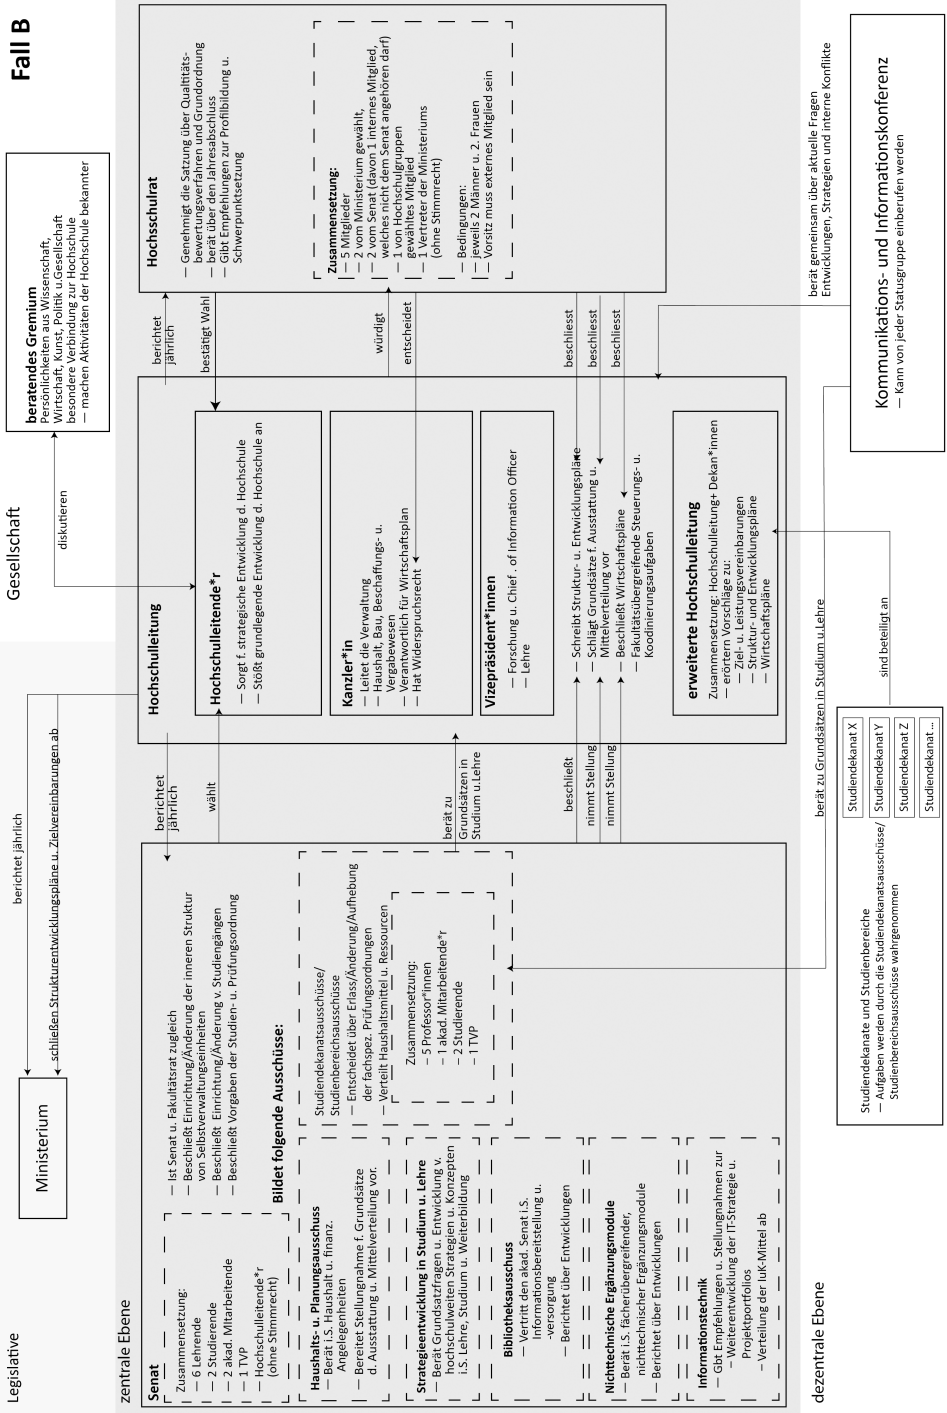 Fall B
Legislative
Gesellschaft
Ministerium
berichtet jährlich
schließen Strukturentwicklungspläne u. Zielvereinbarungen ab
diskutieren
beratendes Gremium
Persönlichkeiten aus Wissenschaft,
Wirtschaft, Kunst, Politik u.Gesellschaft
besondere Verbindung zur Hochschule
— machen Aktivitäten der Hochschule bekannter
zentrale Ebene
Senat
Zusammensetzung:
— 6 Lehrende
— 2 Studierende
— 2 akad. MItarbeitende
— 1 TVP
— Hochschulleitende*r
(ohne Stimmrecht)
— Ist Senat u. Fakultätsrat zugleich
— Beschließt Einrichtung/Änderung der inneren Struktur
von Selbstverwaltungseinheiten
— Beschließt Einrichtung/Änderung v. Studiengängen
— Beschließt Vorgaben der Studien- u. Prüfungsordnung
Bildet folgende Ausschüsse:
Haushalts- u. Planungsausschuss
— Berät i.S. Haushalt u. finanz.
Angelegenheiten
— Bereitet Stellungnahme f. Grundsätze
d. Ausstattung u. Mittelverteilung vor.
Strategieentwicklung in Studium u. Lehre
— Berät Grundsatzfragen u. Entwicklung v.
hochschulweiten Strategien u. Konzepten
i.S. Lehre, Studium u. Weiterbildung
Bibliotheksausschuss
— Vertritt den akad. Senat i.S.
Informationsbereitstellung u.
-versorgung
— Berichtet über Entwicklungen
Nichttechnische Ergänzungsmodule
— Berät i.S. fächerübergreifender,
nichttechnischer Ergänzungsmodule
— Berichtet über Entwicklungen
Informationstechnik
— Gbt Empfehlungen u. Stellungnahmen zur
– Weiterentwicklung der IT-Strategie u.
Projektportfolios
– Verteilung der IuK-Mittel ab
Studiendekanatsausschüsse/
Studienbereichsausschüsse
— Entscheidet über Erlass/Änderung/Aufhebung
der fachspez. Prüfungsordnungen
— Verteilt Haushaltsmittel u. Ressourcen
Zusammensetzung:
– 5 Professor*innen
– 1 akad. Mitarbeitende*r
– 2 Studierende
– 1 TVP
berichtet
jährlich
wählt
berät zu
Grundsätzen in
Studium u.Lehre
beschließt
nimmt Stellung
nimmt Stellung
Hochschulleitung
Hochschulleitende*r
— Sorgt f. strategische Entwicklung d. Hochschule
— Stößt grundlegende Entwicklung d. Hochschule an
Kanzler*in
— Leitet die Verwaltung
— Haushalt, Bau, Beschaffungs- u.
Vergabewesen
— Verantwortlich für Wirtschaftsplan
— Hat Widerspruchsrecht
Vizepräsident*innen
— Forschung u. Chief . of Information Officer
— Lehre
— Schreibt Struktur- u. Entwicklungspläne
— Schlägt Grundsätze f. Ausstattung u.
Mittelverteilung vor
— Beschließt Wirtschaftspläne
— Fakultätsübergreifende Steuerungs- u.
Koodinierungsaufgaben
erweiterte Hochschulleitung
Zusammensetzung: Hochschulleitung+ Dekan*innen
— erörtern Vorschläge zu:
— Ziel- u. Leistungsvereinbarungen
— Struktur- und Entwicklungspläne
— Wirtschaftspläne
berichtet
jährlich
bestätigt Wahl
würdigt
entscheidet
beschliesst
beschliesst
beschliesst
Hochsschulrat
— Genehmigt die Satzung über Qualtitäts-
bewertungsverfahren und Grundordnung
— berät über den Jahresabschluss
— Gibt Empfehlungen zur Profilbildung u.
Schwerpunktsetzung
Zusammensetzung:
— 5 Mitglieder
— 2 vom Ministerium gewählt,
— 2 vom Senat (davon 1 internes Mitglied,
welches nicht dem Senat angehören darf)
— 1 von Hochschulgruppen
gewähltes Mitglied
— 1 Vertreter der Ministeriums
(ohne Stimmrecht)
— Bedingungen:
— jeweils 2 Männer u. 2. Frauen
— Vorsitz muss externes Mitglied sein
dezentrale Ebene
Studiendekanate und Studienbereiche
— Aufgaben werden durch die Studiendekanatsausschüsse/
Studienbereichsausschüsse wahrgenommen
Studiendekanat X
Studiendekanat Y
Studiendekanat Z
Studiendekanat ...
sind beteiligt an
berät zu Grundsätzen in Studium u.Lehre
berät gemeinsam über aktuelle Fragen
Entwicklungen, Strategien und interne Konflikte
Kommunikations- und Informationskonferenz
— Kann von jeder Statusgruppe einberufen werden